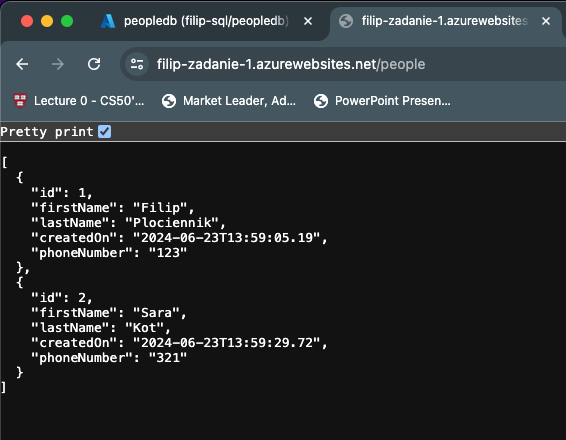 peopledb (filip-sql/peopledb)
filip-zadanie-1.azurewebsites
filip-zadanie-1.azurewebsites.net/people
Lecture 0 - CS50'...
Market Leader, Ad...
PowerPoint Presen...
Pretty print
[
  {
    "id": 1,
    "firstName": "Filip",
    "lastName": "Plociennik",
    "createdOn": "2024-06-23T13:59:05.19",
    "phoneNumber": "123"
  },
  {
    "id": 2,
    "firstName": "Sara",
    "lastName": "Kot",
    "createdOn": "2024-06-23T13:59:29.72",
    "phoneNumber": "321"
  }
]